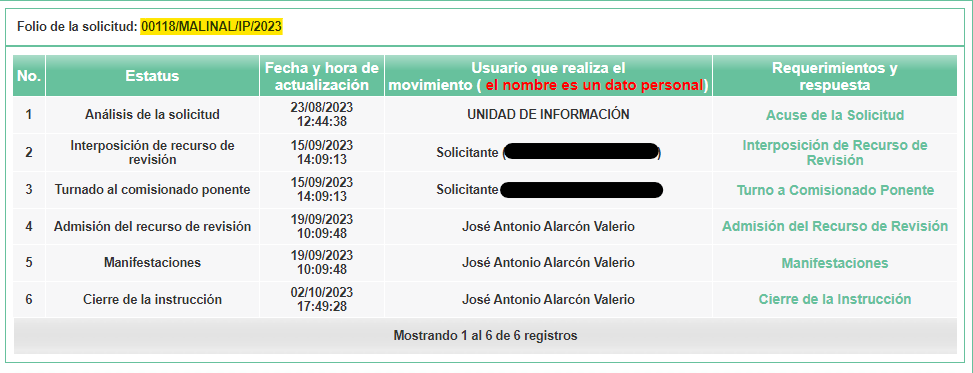 Folio de la solicitud: 00118/MALINAL/IP/2023
No. Estatus Fecha y hora de actualización Usuario que realiza el movimiento ( el nombre es un dato personal) Requerimientos y respuesta
1 Análisis de la solicitud 23/08/2023 12:44:38 UNIDAD DE INFORMACIÓN Acuse de la Solicitud
2 Interposición de recurso de revisión 15/09/2023 14:09:13 Solicitante ( ) Interposición de Recurso de Revisión
3 Turnado al comisionado ponente 15/09/2023 14:09:13 Solicitante Turno a Comisionado Ponente
4 Admisión del recurso de revisión 19/09/2023 10:09:48 José Antonio Alarcón Valerio Admisión del Recurso de Revisión
5 Manifestaciones 19/09/2023 10:09:48 José Antonio Alarcón Valerio Manifestaciones
6 Cierre de la instrucción 02/10/2023 17:49:28 José Antonio Alarcón Valerio Cierre de la Instrucción
Mostrando 1 al 6 de 6 registros